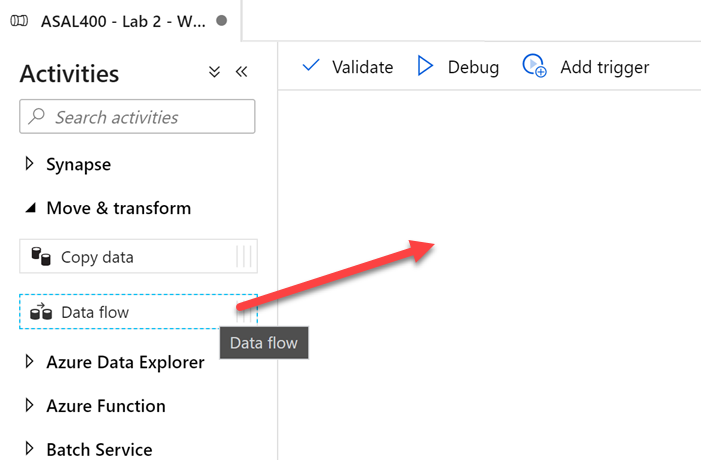 ASAL400 - Lab 2 - W...
Activities
Validate
Debug
Add trigger
Search activities
Synapse
Move & transform
Copy data
Data flow
Data flow
Azure Data Explorer
Azure Function
Batch Service